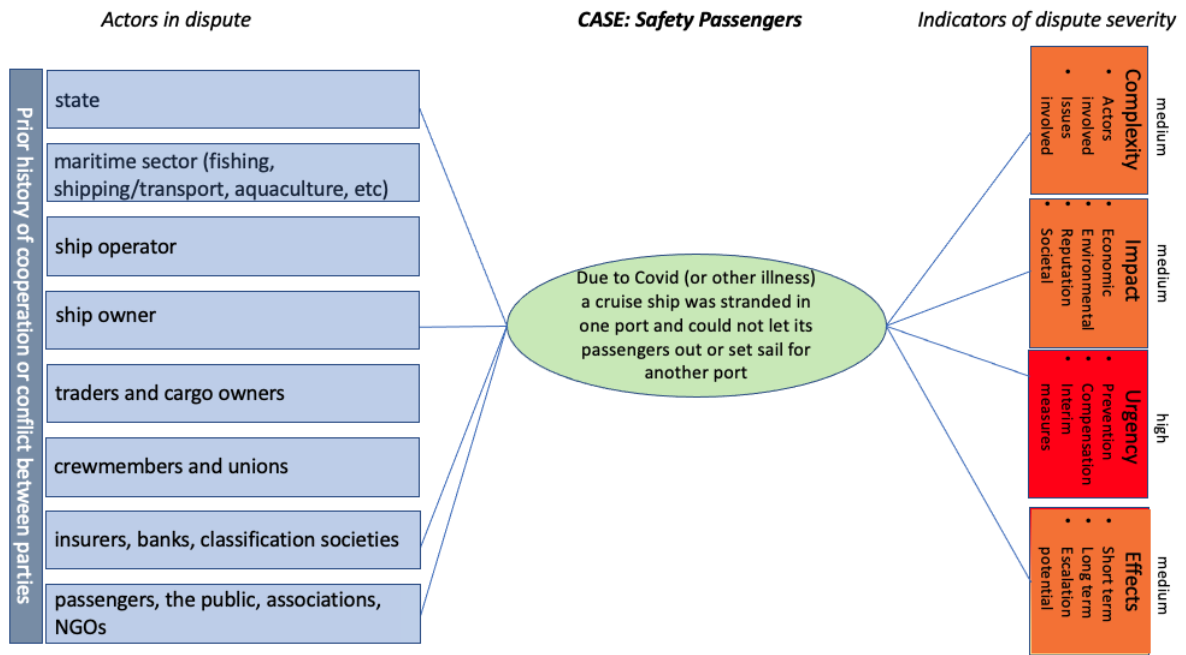 Actors in dispute
CASE: Safety Passengers
Indicators of dispute severity
Prior history of cooperation or conflict between parties
state
maritime sector (fishing,
shipping/transport, aquaculture, etc)
ship operator
ship owner
traders and cargo owners
crewmembers and unions
insurers, banks, classification societies
passengers, the public, associations,
NGOs
Due to Covid (or other illness)
a cruise ship was stranded in
one port and could not let its
passengers out or set sail for
another port
medium
Complexity
• Actors
involved
• Issues
involved
medium
Impact
• Economic
• Environmental
• Reputation
• Societal
high
Urgency
• Prevention
• Compensation
• Interim
measures
medium
Effects
• Short term
• Long term
• Escalation
potential